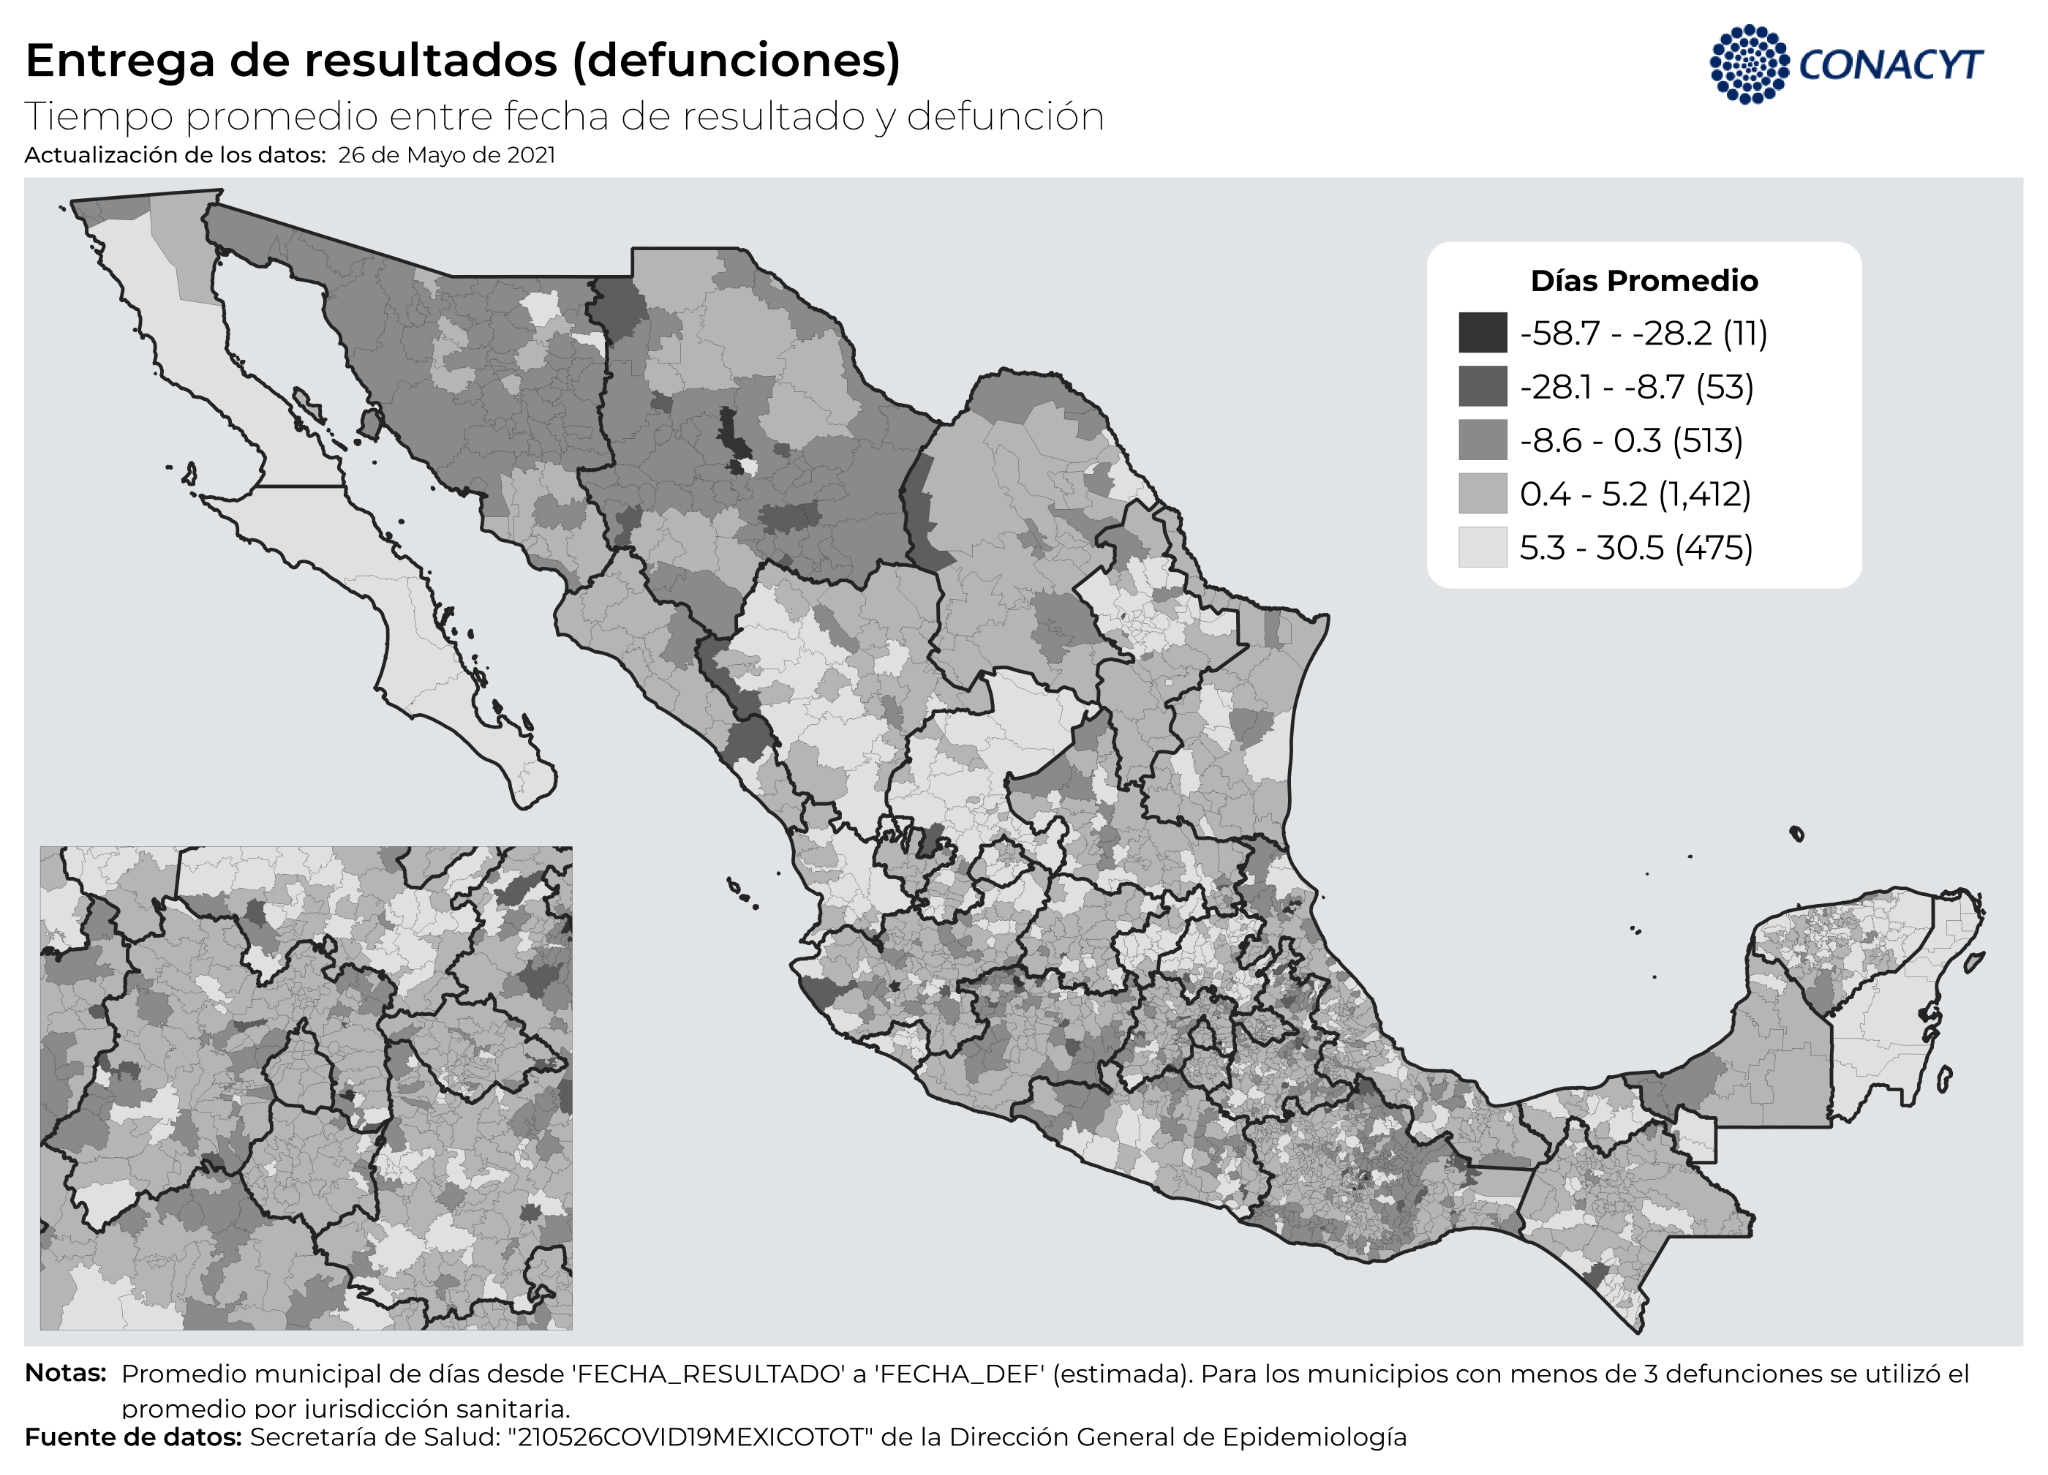 Entrega de resultados (defunciones)
CONACYT
Tiempo promedio entre fecha de resultado y defunción
Actualización de los datos: 26 de Mayo de 2021
Días Promedio
-58.7 - -28.2 (11)
-28.1 - -8.7 (53)
-8.6 - 0.3 (513)
0.4 - 5.2 (1,412)
5.3 - 30.5 (475)
Notas: Promedio municipal de días desde 'FECHA_RESULTADO' a 'FECHA_DEF' (estimada). Para los municipios con menos de 3 defunciones se utilizó el
promedio por jurisdicción sanitaria.
Fuente de datos: Secretaría de Salud: "210526COVID19MEXICOTOT" de la Dirección General de Epidemiología